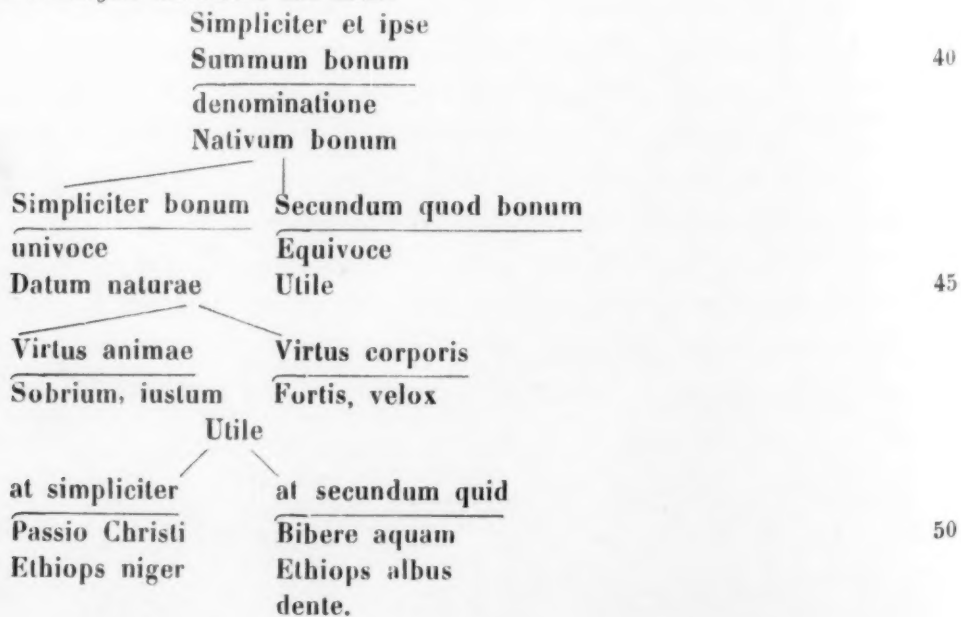 Simpliciter et ipse
Summum bonum 40
denominatione
Nativum bonum
Simpliciter bonum Secundum quod bonum
univoce Equivoce
Datum naturae Utile 45
Virtus animae Virtus corporis
Sobrium, iustum Fortis, velox
Utile
at simpliciter at secundum quid
Passio Christi Bibere aquam 50
Ethiops niger Ethiops albus
dente.